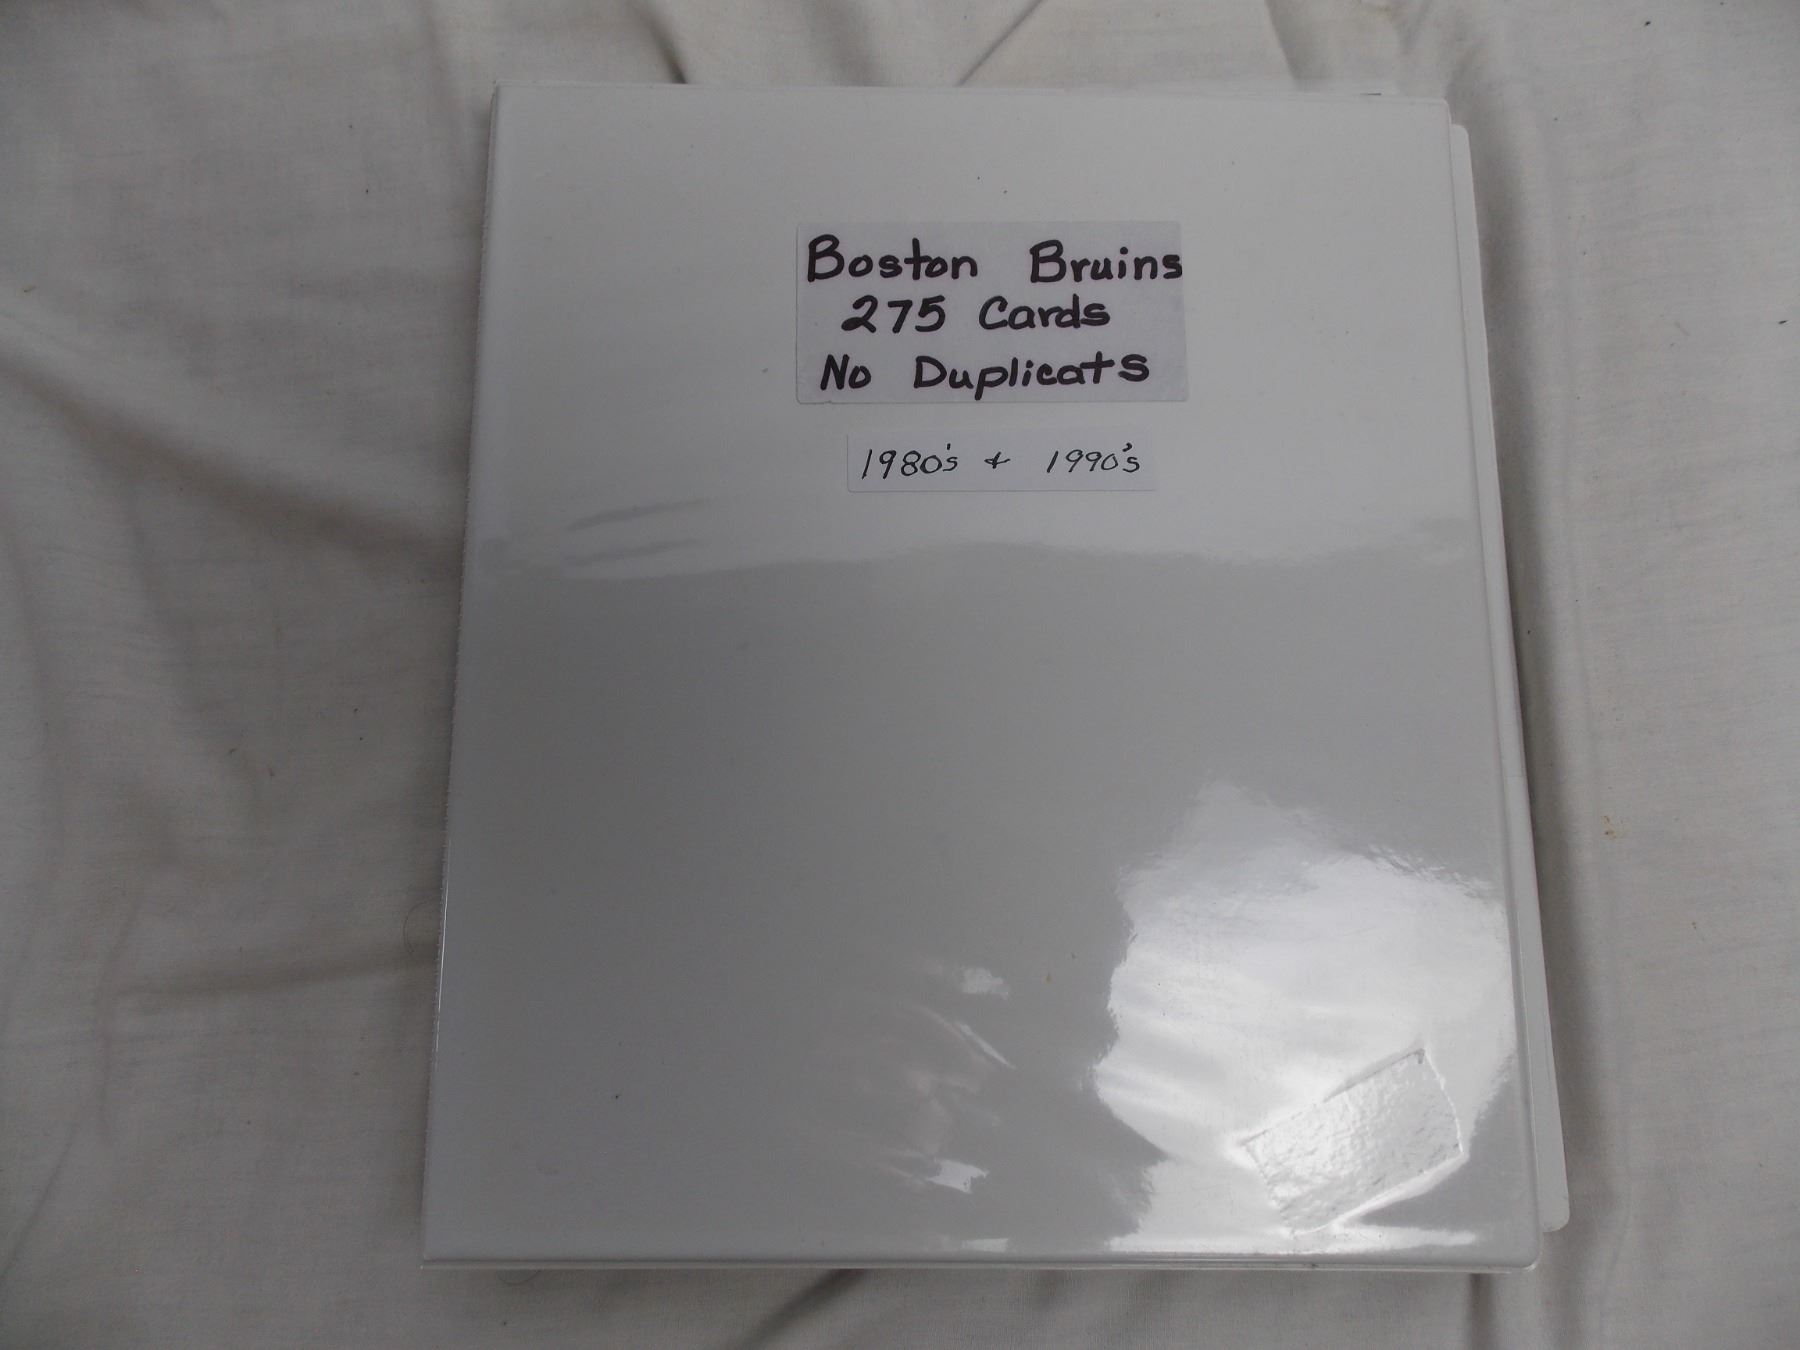 Boston Bruins
275 Cards
No Duplicats
1980's & 1990's